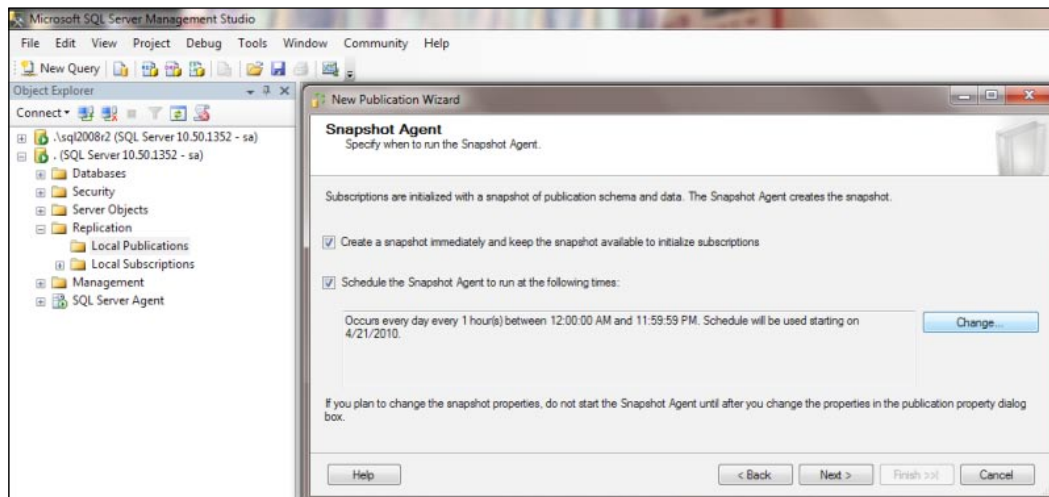 Microsoft SQL Server Management Studio
File Edit View Project Debug Tools Window Community Help
New Query
Object Explorer
Connect
.\sql2008r2 (SQL Server 10.50.1352 - sa)
. (SQL Server 10.50.1352 - sa)
Databases
Security
Server Objects
Replication
Local Publications
Local Subscriptions
Management
SQL Server Agent
New Publication Wizard
Snapshot Agent
Specify when to run the Snapshot Agent.
Subscriptions are initialized with a snapshot of publication schema and data. The Snapshot Agent creates the snapshot.
Create a snapshot immediately and keep the snapshot available to initialize subscriptions
Schedule the Snapshot Agent to run at the following times:
Occurs every day every 1 hour(s) between 12:00:00 AM and 11:59:59 PM. Schedule will be used starting on
4/21/2010.
Change...
If you plan to change the snapshot properties, do not start the Snapshot Agent until after you change the properties in the publication property dialog
box.
Help
< Back
Next >
Finish >>|
Cancel